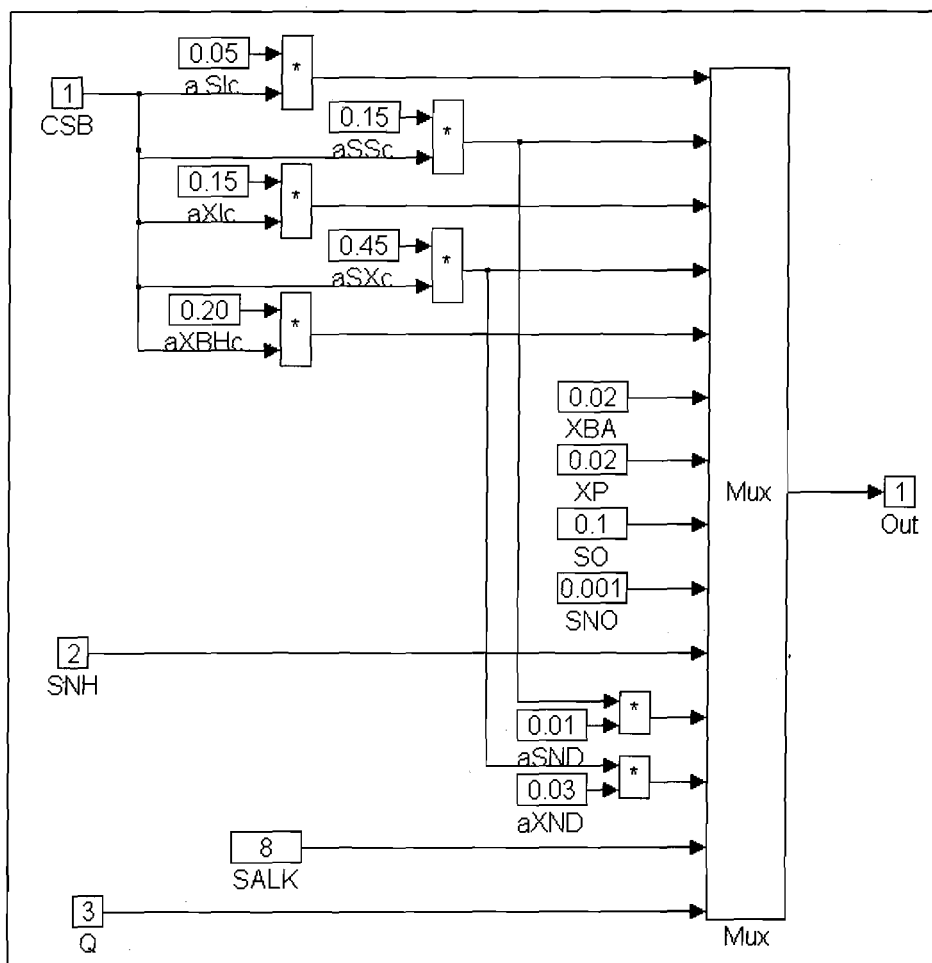 0.05
*
aSIc
1
CSB
0.15
*
aSSc
0.15
*
aXIc
0.45
*
aSXc
0.20
*
aXBHc
0.02
XBA
0.02
XP
Mux
1
Out
0.1
SO
0.001
SNO
2
SNH
*
0.01
aSND
*
0.03
aXND
8
SALK
3
Q
Mux